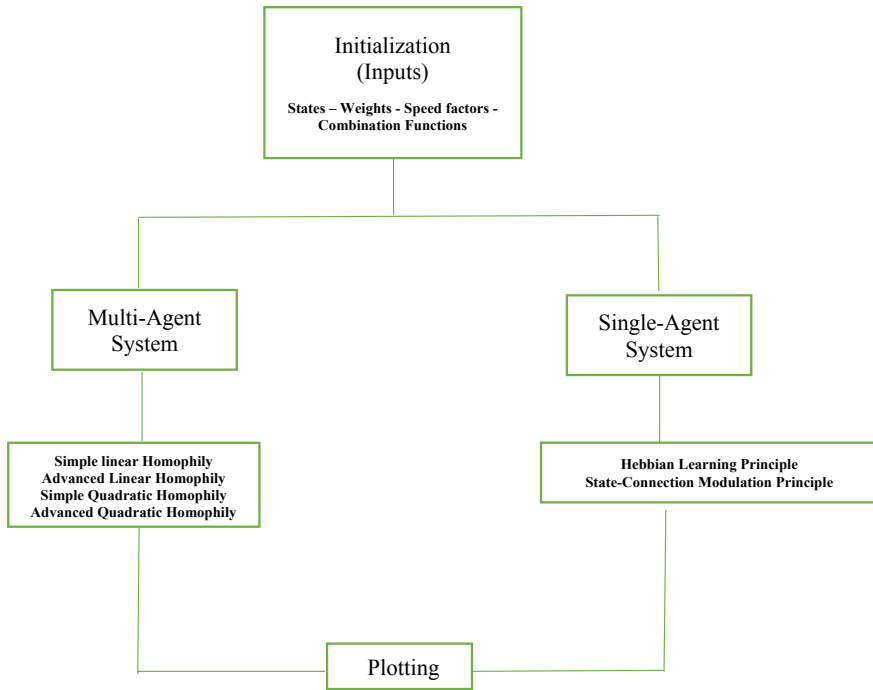 Initialization
(Inputs)
States – Weights - Speed factors -
Combination Functions
Multi-Agent
System
Single-Agent
System
Simple linear Homophily
Advanced Linear Homophily
Simple Quadratic Homophily
Advanced Quadratic Homophily
Hebbian Learning Principle
State-Connection Modulation Principle
Plotting